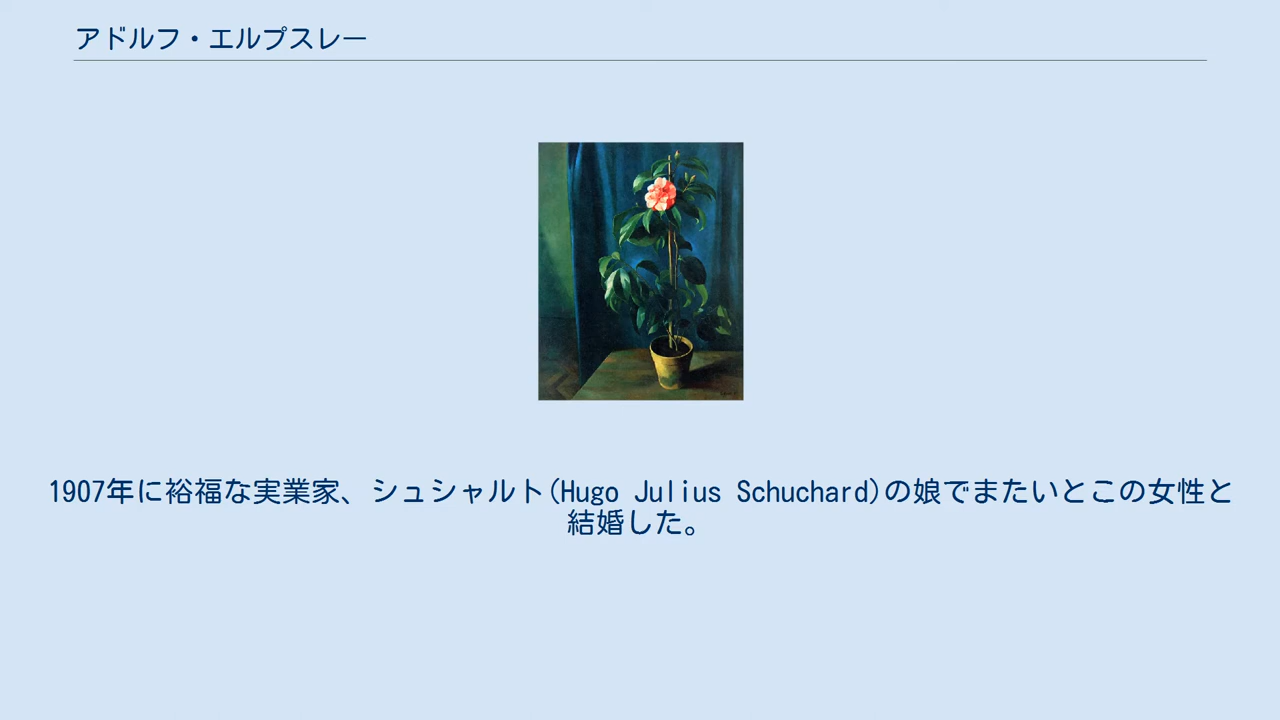 アドルフ・エルプスレー
1907年に裕福な実業家、シュシャルト(Hugo Julius Schuchard)の娘でまたいとこの女性と
結婚した。